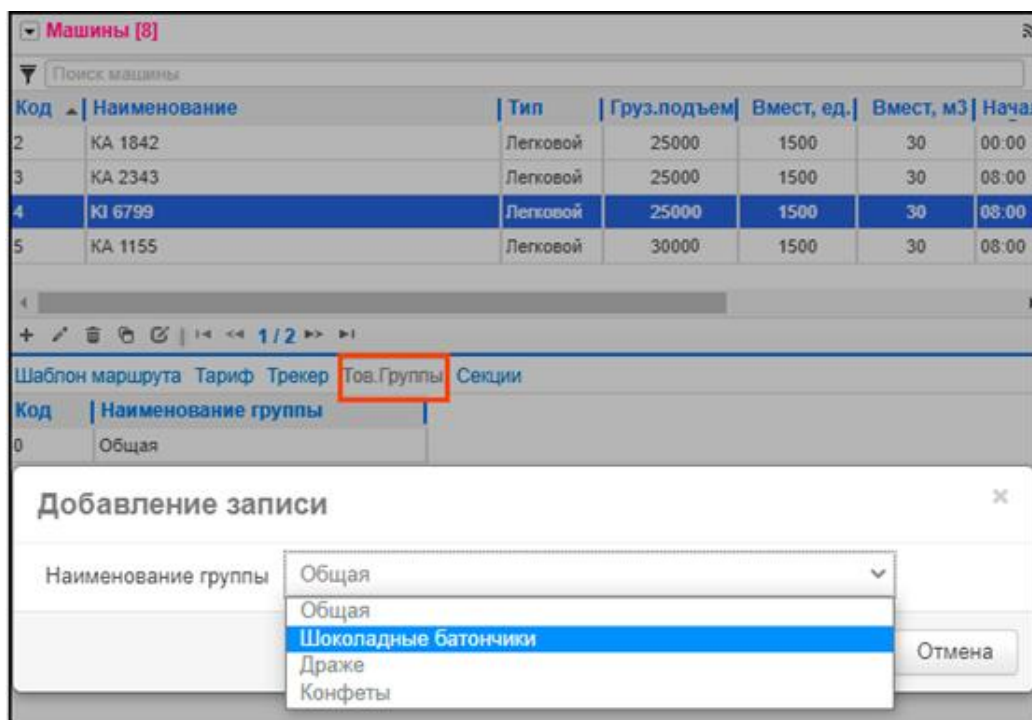 Машины [8]
Поиск машины
Код Наименование Тип Груз.подъем Вмест, ед. Вмест, м3 Нача
2 КА 1842 Легковой 25000 1500 30 00:00
3 КА 2343 Легковой 25000 1500 30 08:00
4 KI 6799 Легковой 25000 1500 30 08:00
5 КА 1155 Легковой 30000 1500 30 08:00
1 / 2
Шаблон маршрута Тариф Трекер Тов.Группы Секции
Код Наименование группы
0 Общая
Добавление записи
Наименование группы Общая
Общая
Шоколадные батончики
Драже
Конфеты
Отмена